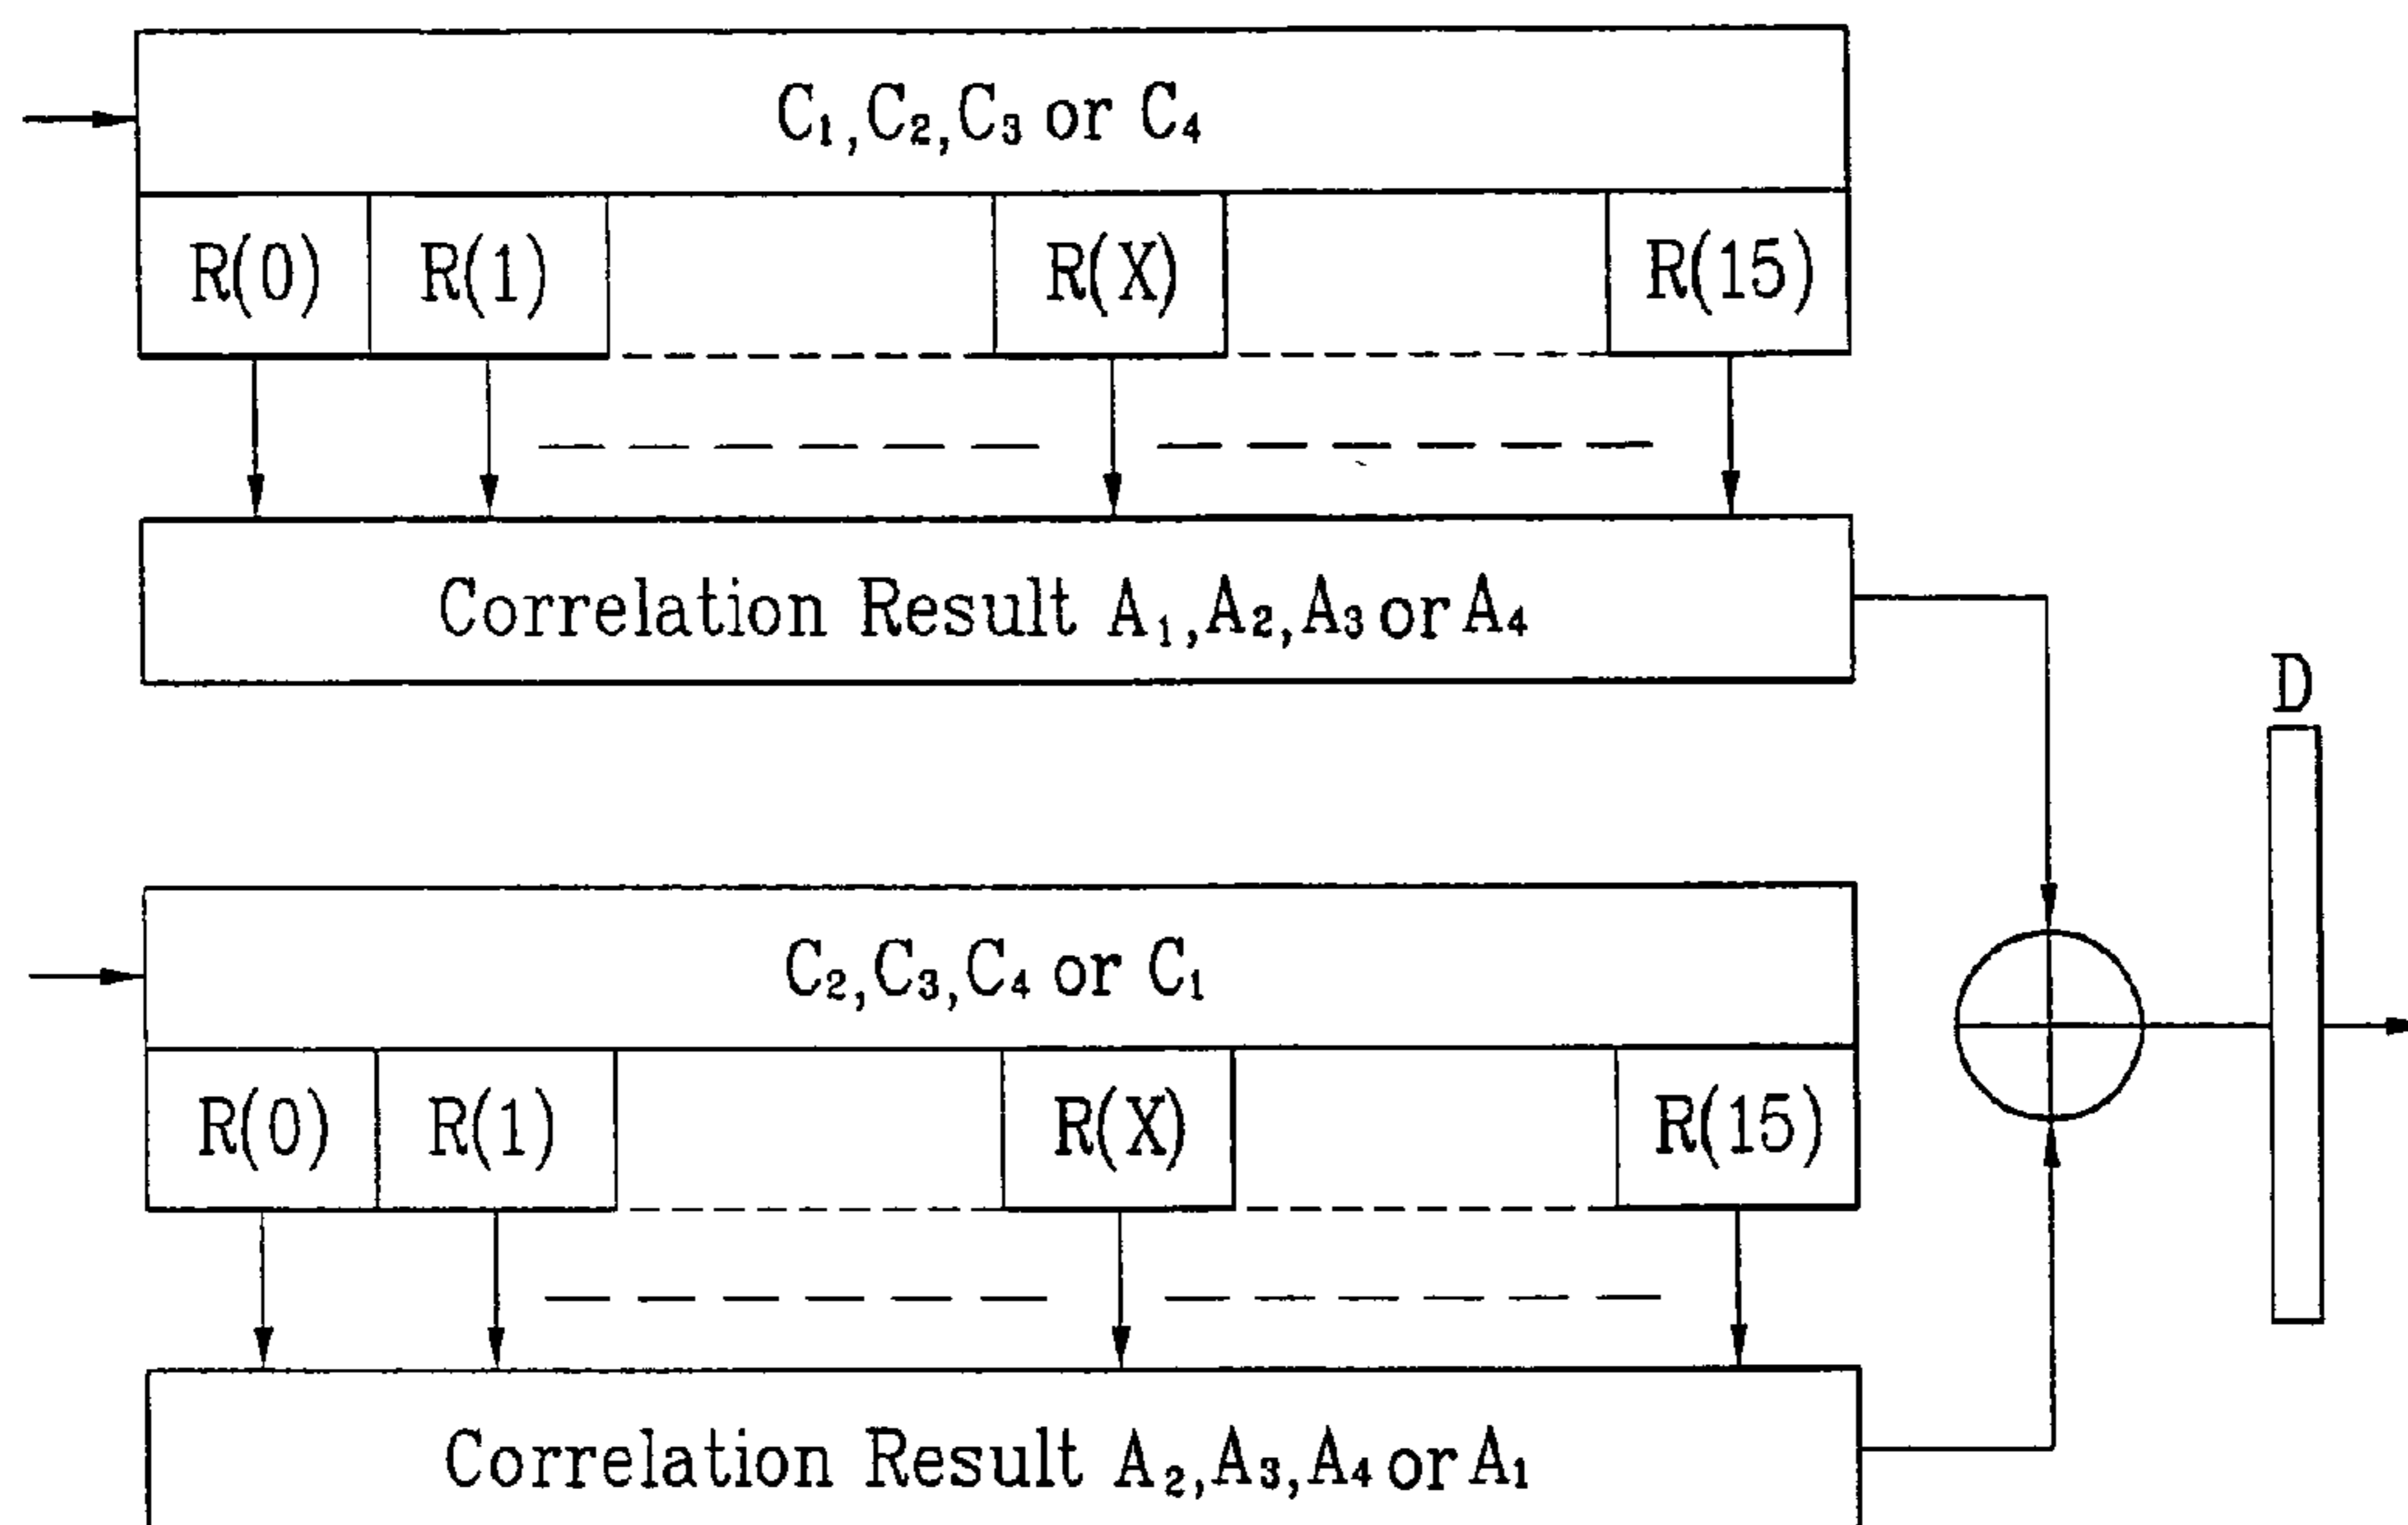 C₁,C₂,C₃ or C₄
R(0) R(1) R(X) R(15)
Correlation Result A₁,A₂,A₃ or A₄
D
C₂,C₃,C₄ or C₁
R(0) R(1) R(X) R(15)
Correlation Result A₂,A₃,A₄ or A₁